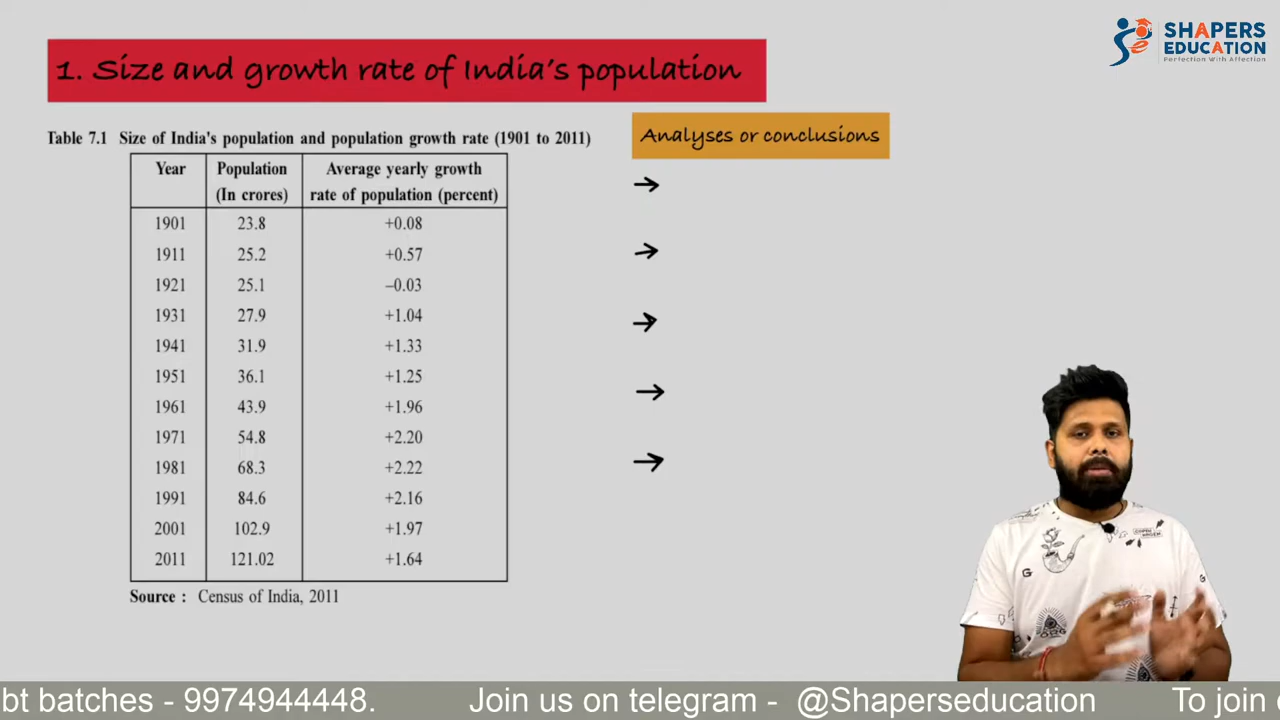 SHAPERS
EDUCATION
Perfection With Affection
1. Size and growth rate of India's population
Table 7.1 Size of India's population and population growth rate (1901 to 2011)
Year Population Average yearly growth
(In crores) rate of population (percent)
1901 23.8 +0.08
1911 25.2 +0.57
1921 25.1 –0.03
1931 27.9 +1.04
1941 31.9 +1.33
1951 36.1 +1.25
1961 43.9 +1.96
1971 54.8 +2.20
1981 68.3 +2.22
1991 84.6 +2.16
2001 102.9 +1.97
2011 121.02 +1.64
Source : Census of India, 2011
Analyses or conclusions
→
→
→
→
→
G
G
bt batches - 9974944448. Join us on telegram - @Shaperseducation To join